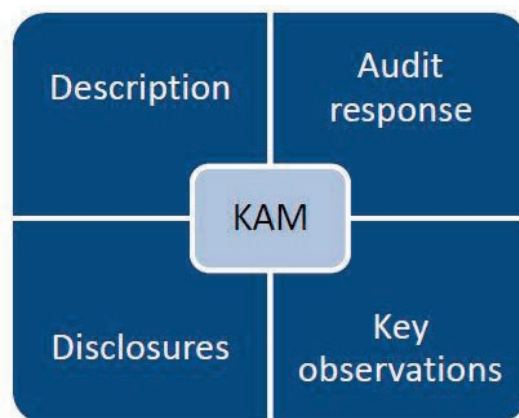 Description
Audit
response
KAM
Disclosures
Key
observations